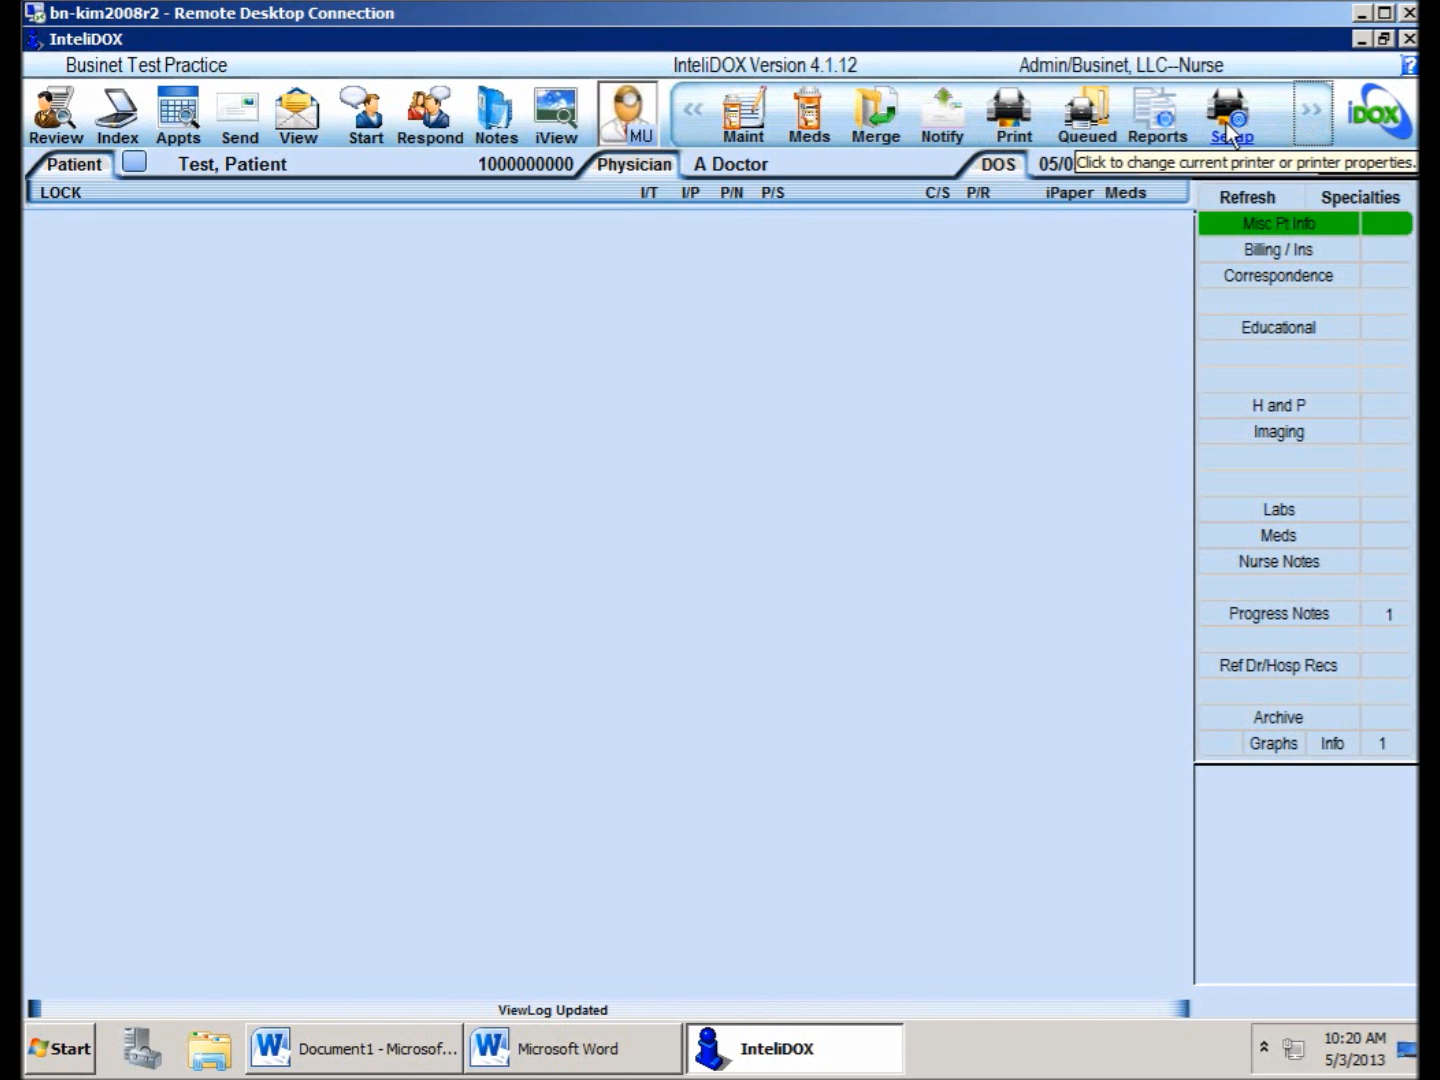 bn-kim2008r2 - Remote Desktop Connection
InteliDOX
Businet Test Practice InteliDOX Version 4.1.12 Admin/Businet, LLC--Nurse
Review Index Appts Send View Start Respond Notes iView MU Maint Meds Merge Notify Print Queued Reports Setup iDOX
Patient Test, Patient 1000000000 Physician A Doctor DOS 05/0 Click to change current printer or printer properties.
LOCK I/T I/P P/N P/S C/S P/R iPaper Meds
Refresh Specialties
Misc Pt Info
Billing / Ins
Correspondence
Educational
H and P
Imaging
Labs
Meds
Nurse Notes
Progress Notes 1
Ref Dr/Hosp Recs
Archive
Graphs Info 1
ViewLog Updated
Start Document1 - Microsof... Microsoft Word InteliDOX 10:20 AM
5/3/2013